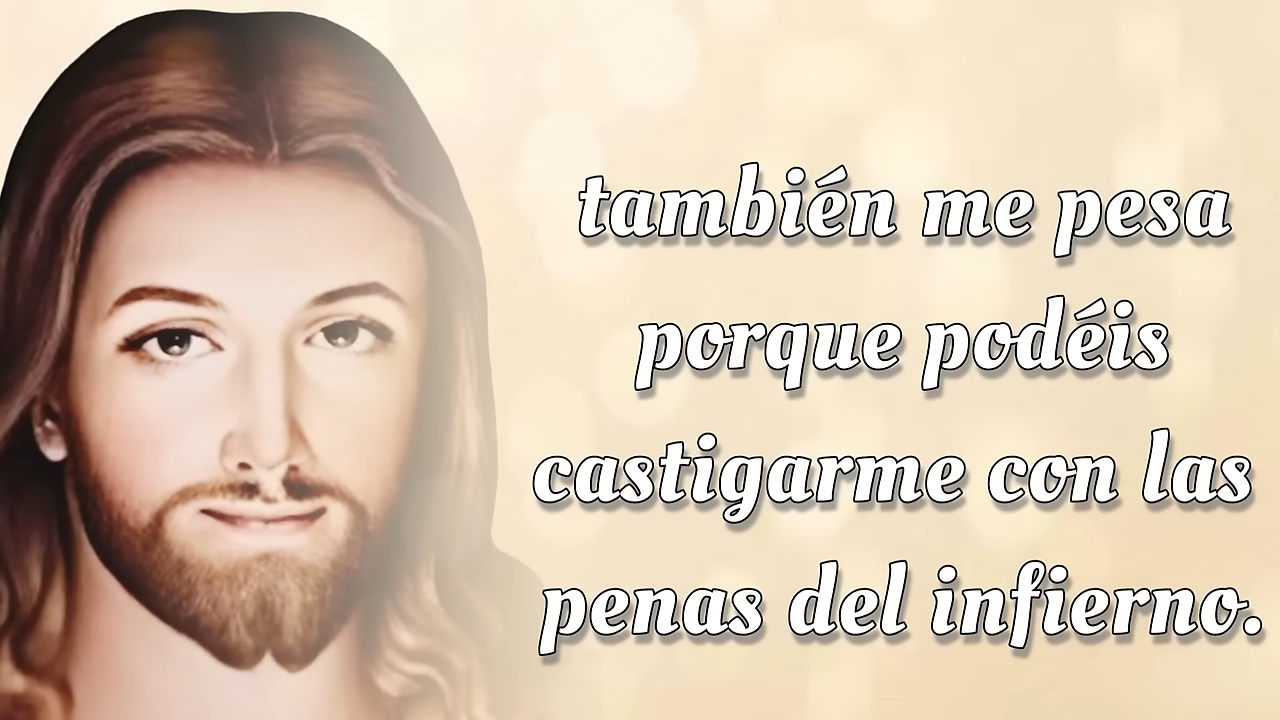 también me pesa
porque podéis
castigarme con las
penas del infierno.